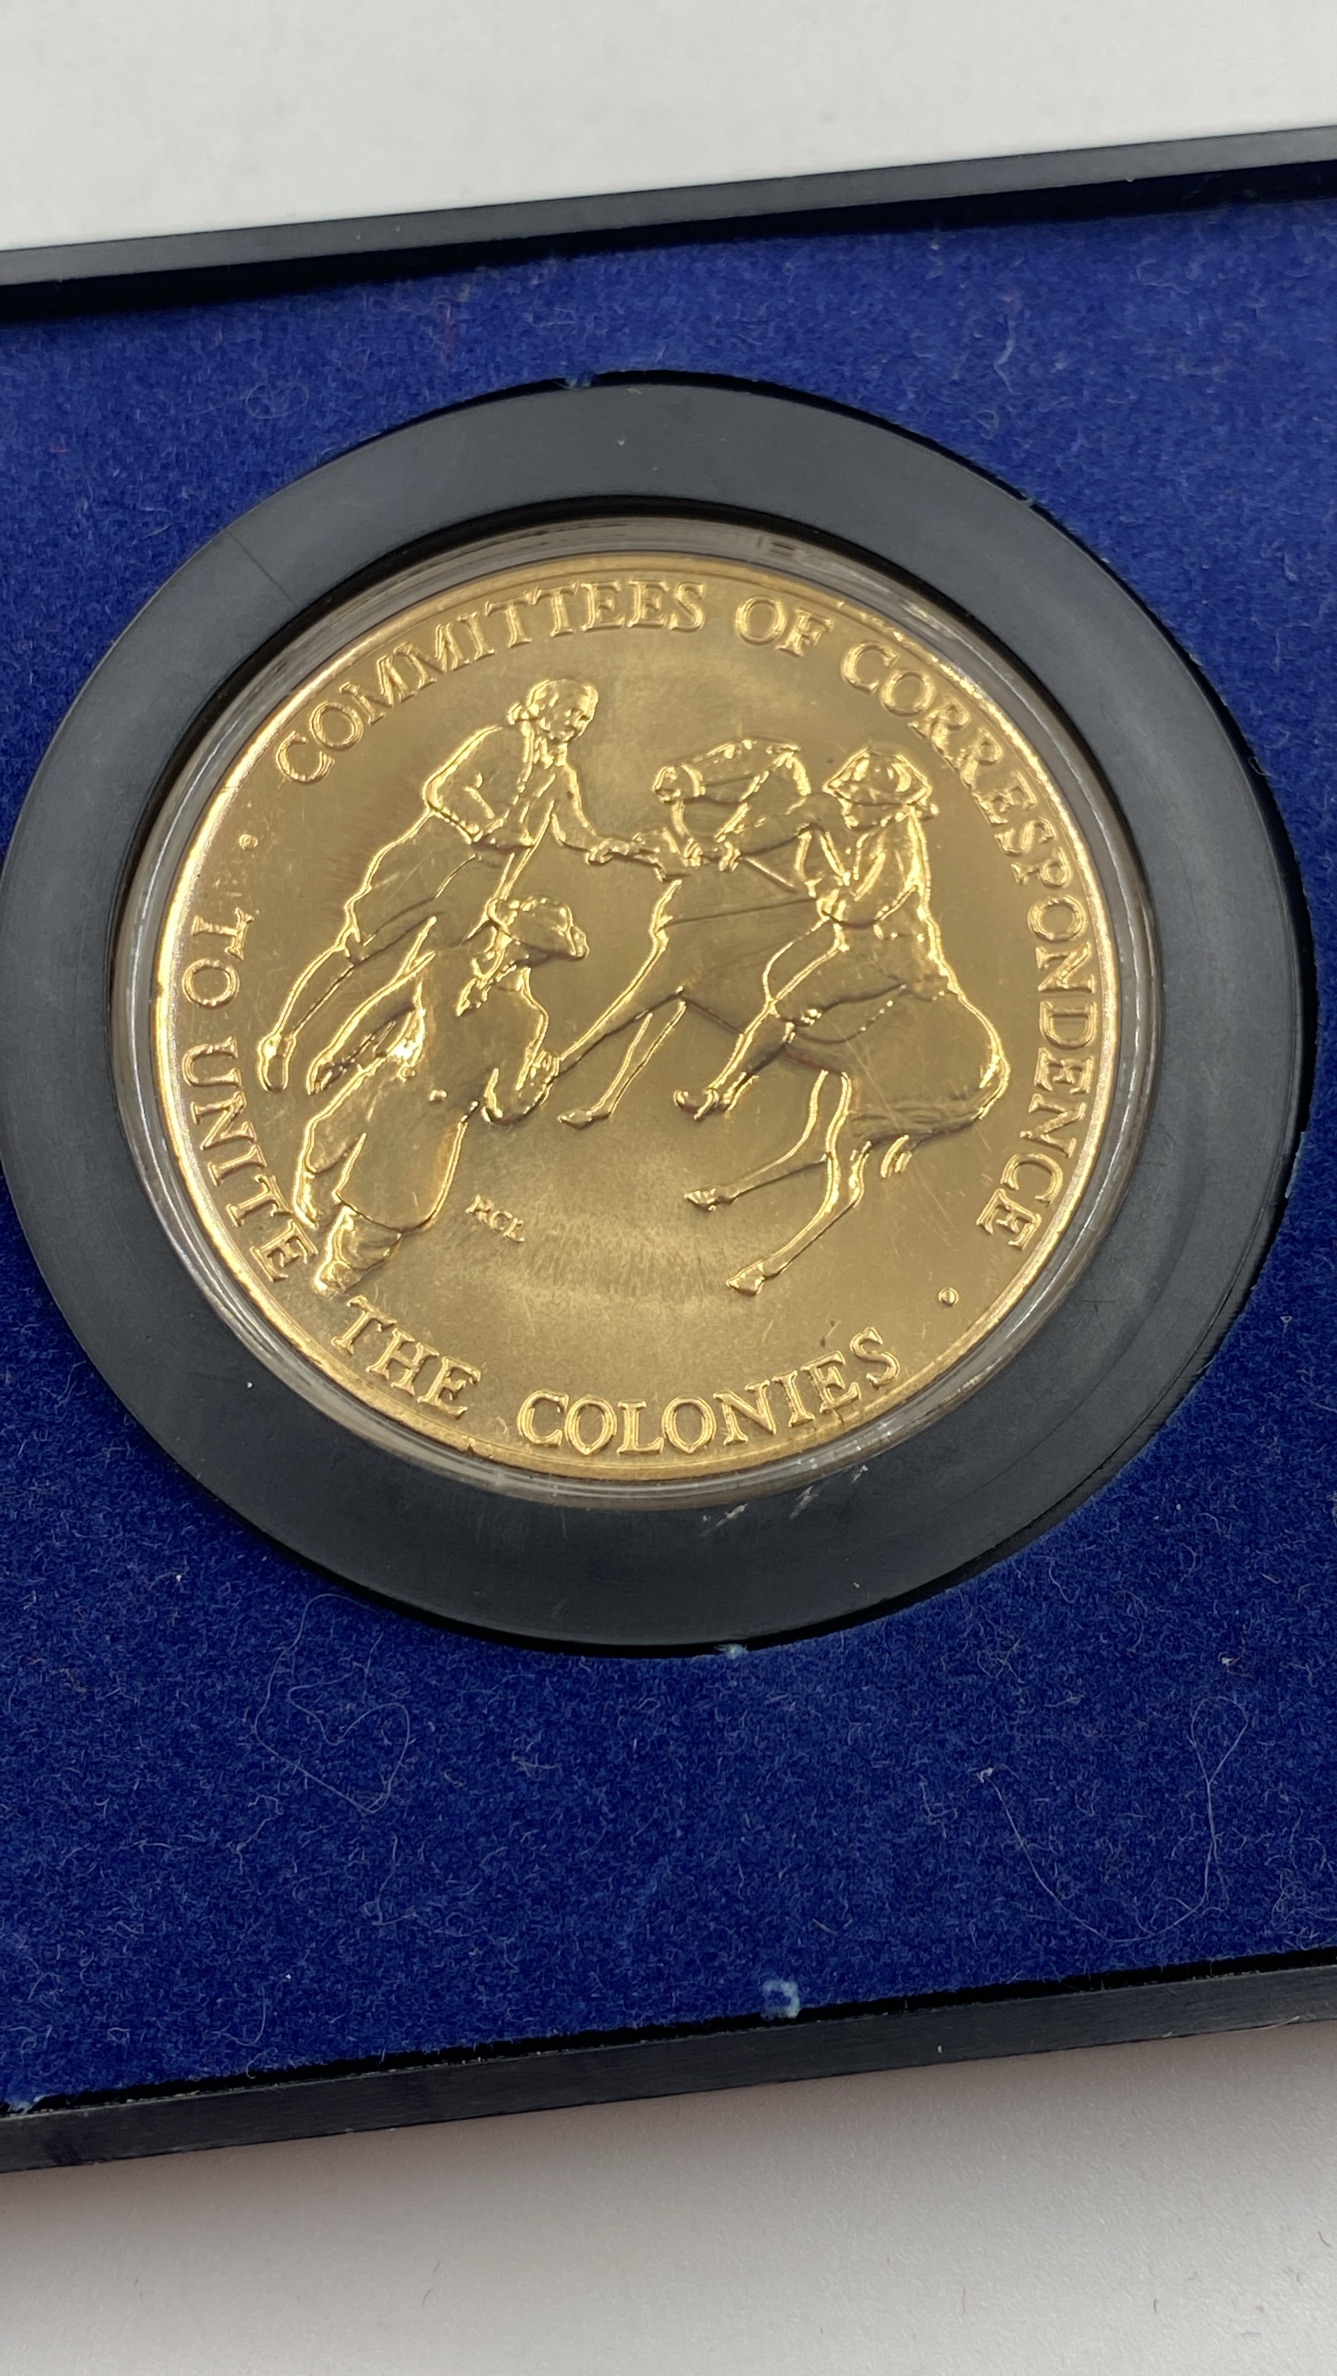 COMMITTEES OF CORRESPONDENCE
TO UNITE THE COLONIES
RCL